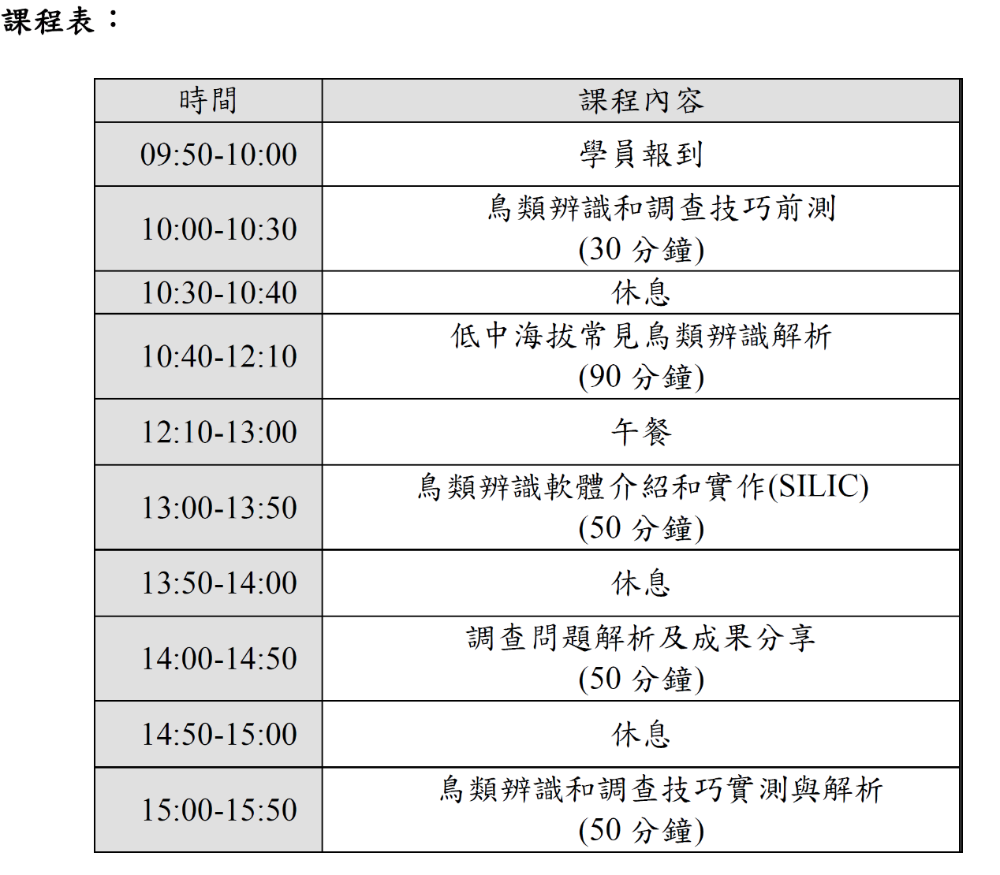 課程表：
時間 課程內容
09:50-10:00 學員報到
10:00-10:30 鳥類辨識和調查技巧前測
(30 分鐘)
10:30-10:40 休息
10:40-12:10 低中海拔常見鳥類辨識解析
(90 分鐘)
12:10-13:00 午餐
13:00-13:50 鳥類辨識軟體介紹和實作(SILIC)
(50 分鐘)
13:50-14:00 休息
14:00-14:50 調查問題解析及成果分享
(50 分鐘)
14:50-15:00 休息
15:00-15:50 鳥類辨識和調查技巧實測與解析
(50 分鐘)